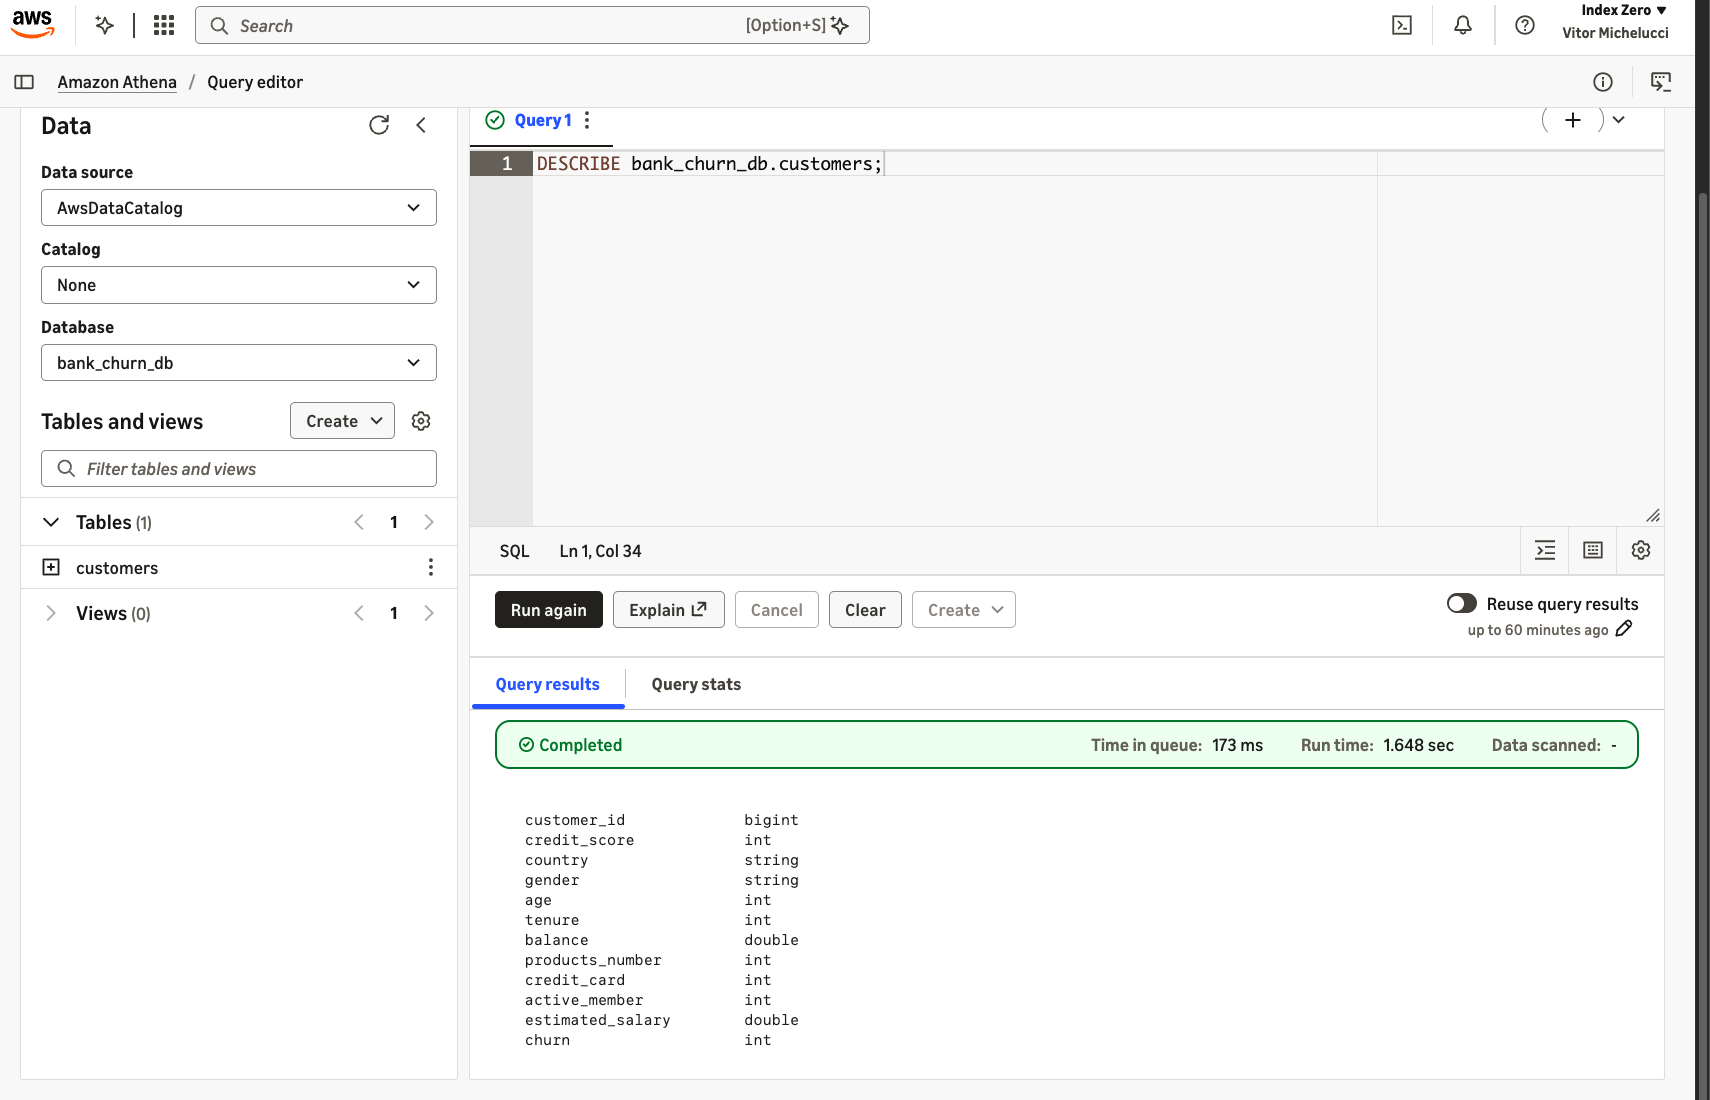 aws
Search
[Option+S]
Index Zero ▼
Vitor Michelucci
Amazon Athena / Query editor
Data
Data source
AwsDataCatalog
Catalog
None
Database
bank_churn_db
Tables and views
Create
Filter tables and views
Tables (1)
1
customers
Views (0)
1
Query 1
1 DESCRIBE bank_churn_db.customers;
SQL Ln 1, Col 34
Run again
Explain
Cancel
Clear
Create
Reuse query results
up to 60 minutes ago
Query results
Query stats
Completed
Time in queue: 173 ms Run time: 1.648 sec Data scanned: -
customer_id bigint
credit_score int
country string
gender string
age int
tenure int
balance double
products_number int
credit_card int
active_member int
estimated_salary double
churn int